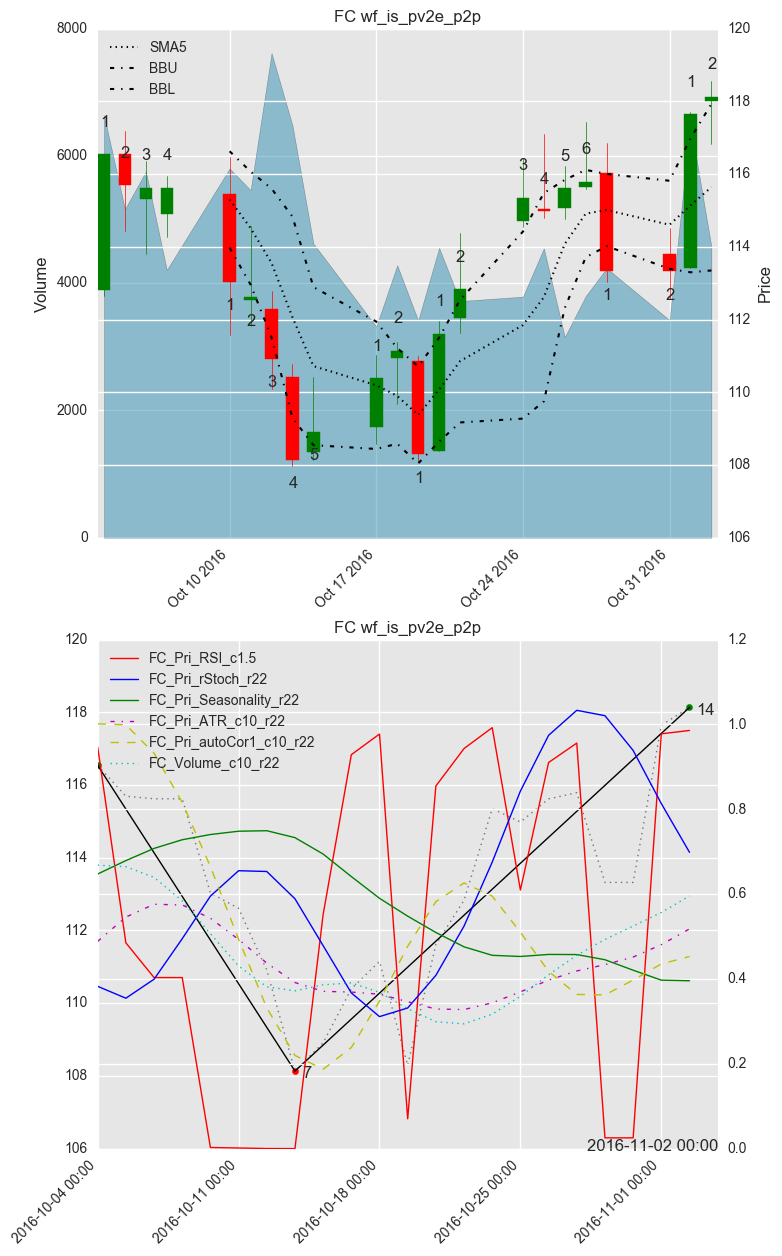 FC wf_is_pv2e_p2p
8000
120
SMA5
BBU
BBL
1 2 3 4
1 2 3 4 5
1 2
1
1 2
3 4 5 6
1
2
1 2
118
6000
116
Volume
114
Price
4000
112
110
2000
108
0
106
Oct 10 2016
Oct 17 2016
Oct 24 2016
Oct 31 2016
FC wf_is_pv2e_p2p
120
1.2
FC_Pri_RSI_c1.5
FC_Pri_rStoch_r22
FC_Pri_Seasonality_r22
FC_Pri_ATR_c10_r22
FC_Pri_autoCor1_c10_r22
FC_Volume_c10_r22
14
118
1.0
116
0.8
114
0.6
112
110
0.4
108
7
0.2
106
2016-11-02 00:00
0.0
2016-10-04 00:00
2016-10-11 00:00
2016-10-18 00:00
2016-10-25 00:00
2016-11-01 00:00